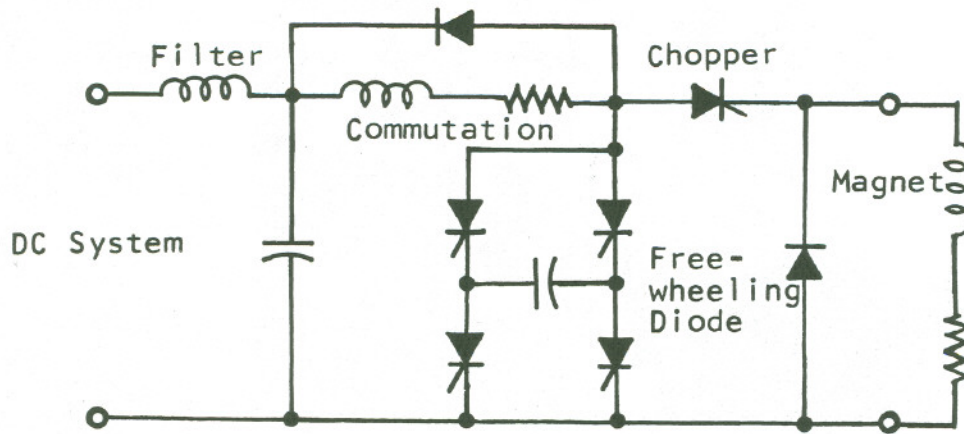 Filter
Chopper
Commutation
Magnet
DC System
Free-
wheeling
Diode